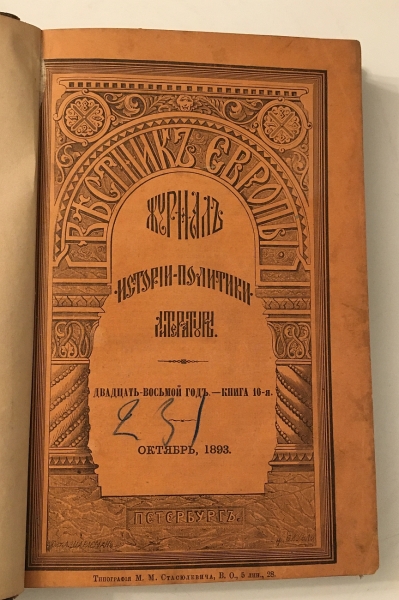 ВѢСТНИКЪ ЕВРОПЫ
ЖУРНАЛЪ
ИСТОРІИ-ПОЛИТИКИ
ЛИТЕРАТУРЫ.
ДВАДЦАТЬ-ВОСЬМОЙ ГОДЪ.—КНИГА 10-я.
231
ОКТЯБРЬ, 1893.
ПЕТЕРБУРГЪ.
Типографія М. М. Стасюлевича, В. О., 5 лин., 28.